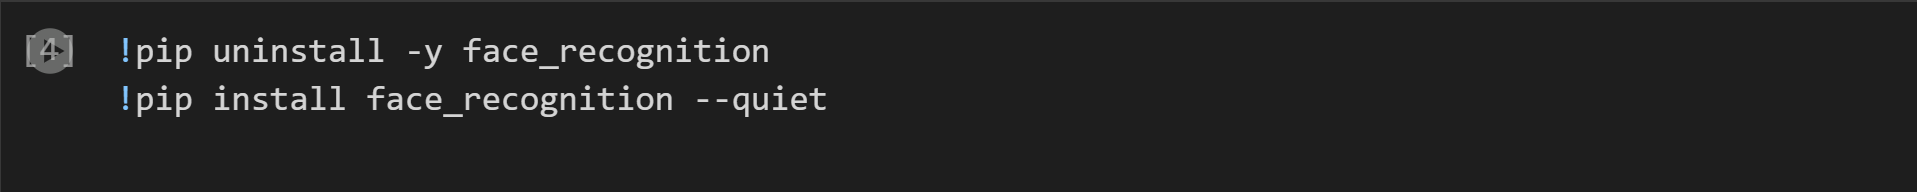 [4]
!pip uninstall -y face_recognition
!pip install face_recognition --quiet